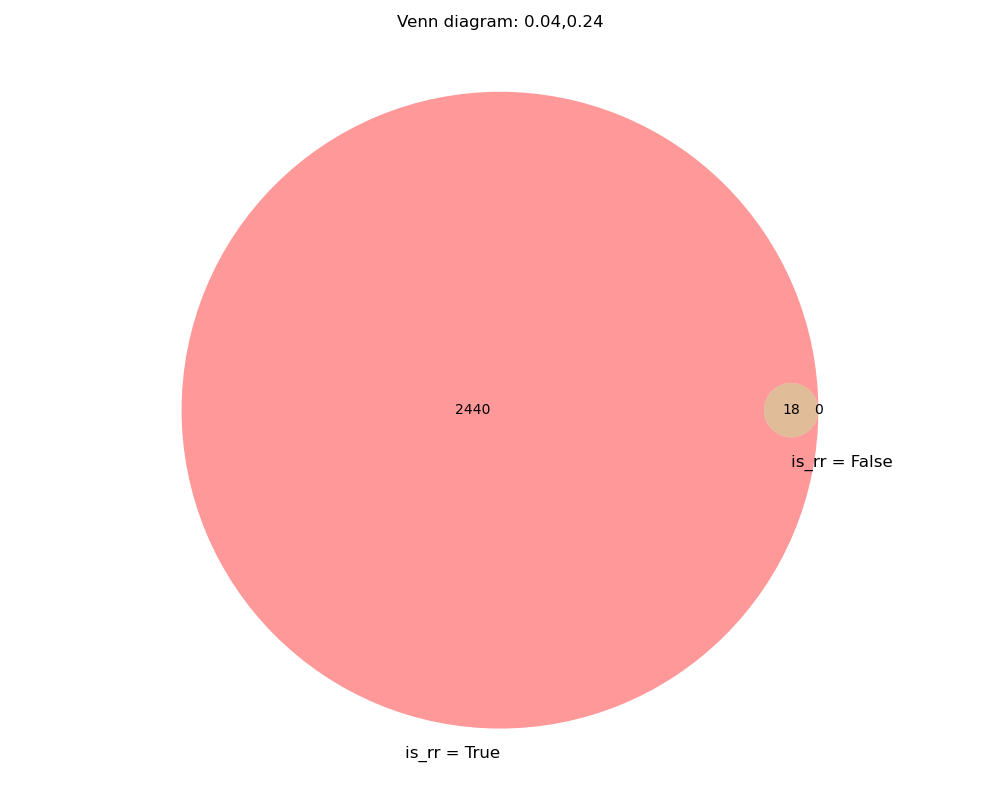 Venn diagram: 0.04,0.24
2440
18
0
is_rr = False
is_rr = True